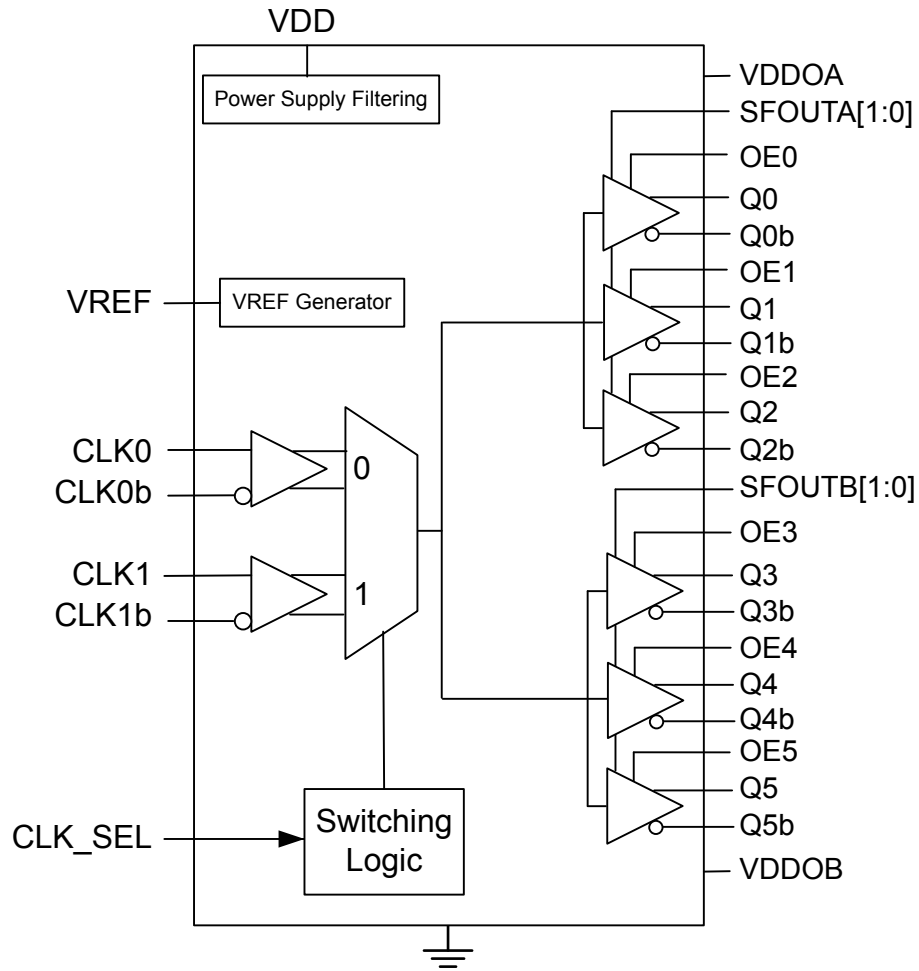 VDD
Power Supply Filtering
VREF
VREF Generator
CLK0
CLK0b
CLK1
CLK1b
0
1
CLK_SEL
Switching
Logic
VDDOA
SFOUTA[1:0]
OE0
Q0
Q0b
OE1
Q1
Q1b
OE2
Q2
Q2b
SFOUTB[1:0]
OE3
Q3
Q3b
OE4
Q4
Q4b
OE5
Q5
Q5b
VDDOB